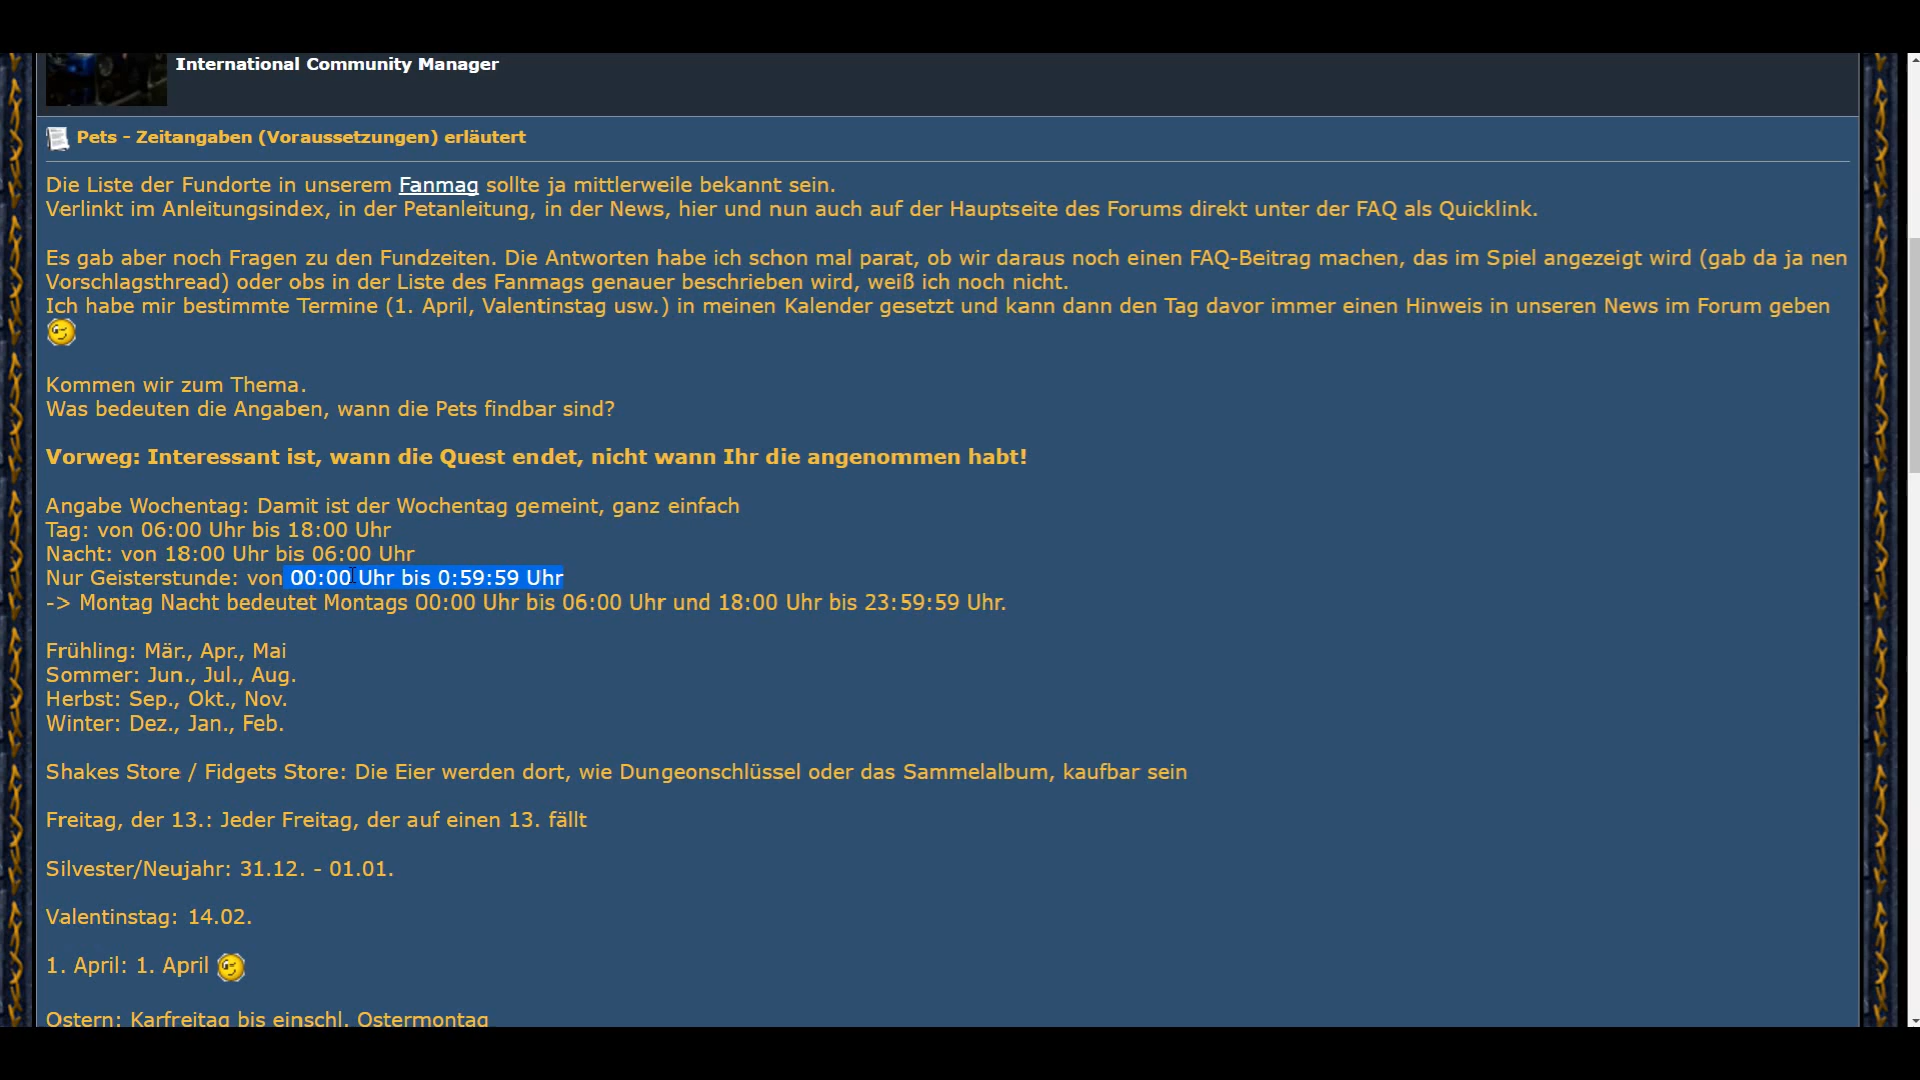 International Community Manager
Pets - Zeitangaben (Voraussetzungen) erläutert
Die Liste der Fundorte in unserem Fanmag sollte ja mittlerweile bekannt sein.
Verlinkt im Anleitungsindex, in der Petanleitung, in der News, hier und nun auch auf der Hauptseite des Forums direkt unter der FAQ als Quicklink.
Es gab aber noch Fragen zu den Fundzeiten. Die Antworten habe ich schon mal parat, ob wir daraus noch einen FAQ-Beitrag machen, das im Spiel angezeigt wird (gab da ja nen
Vorschlagsthread) oder obs in der Liste des Fanmags genauer beschrieben wird, weiß ich noch nicht.
Ich habe mir bestimmte Termine (1. April, Valentinstag usw.) in meinen Kalender gesetzt und kann dann den Tag davor immer einen Hinweis in unseren News im Forum geben
Kommen wir zum Thema.
Was bedeuten die Angaben, wann die Pets findbar sind?
Vorweg: Interessant ist, wann die Quest endet, nicht wann Ihr die angenommen habt!
Angabe Wochentag: Damit ist der Wochentag gemeint, ganz einfach
Tag: von 06:00 Uhr bis 18:00 Uhr
Nacht: von 18:00 Uhr bis 06:00 Uhr
Nur Geisterstunde: von 00:00 Uhr bis 0:59:59 Uhr
-> Montag Nacht bedeutet Montags 00:00 Uhr bis 06:00 Uhr und 18:00 Uhr bis 23:59:59 Uhr.
Frühling: Mär., Apr., Mai
Sommer: Jun., Jul., Aug.
Herbst: Sep., Okt., Nov.
Winter: Dez., Jan., Feb.
Shakes Store / Fidgets Store: Die Eier werden dort, wie Dungeonschlüssel oder das Sammelalbum, kaufbar sein
Freitag, der 13.: Jeder Freitag, der auf einen 13. fällt
Silvester/Neujahr: 31.12. - 01.01.
Valentinstag: 14.02.
1. April: 1. April
Ostern: Karfreitag bis einschl. Ostermontag